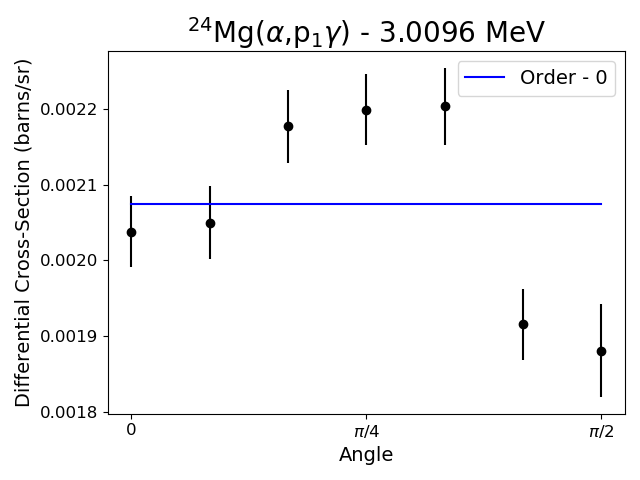 ²⁴Mg(α,p₁γ) - 3.0096 MeV
Order - 0
Differential Cross-Section (barns/sr)
0.0022
0.0021
0.0020
0.0019
0.0018
0 π/4 π/2
Angle